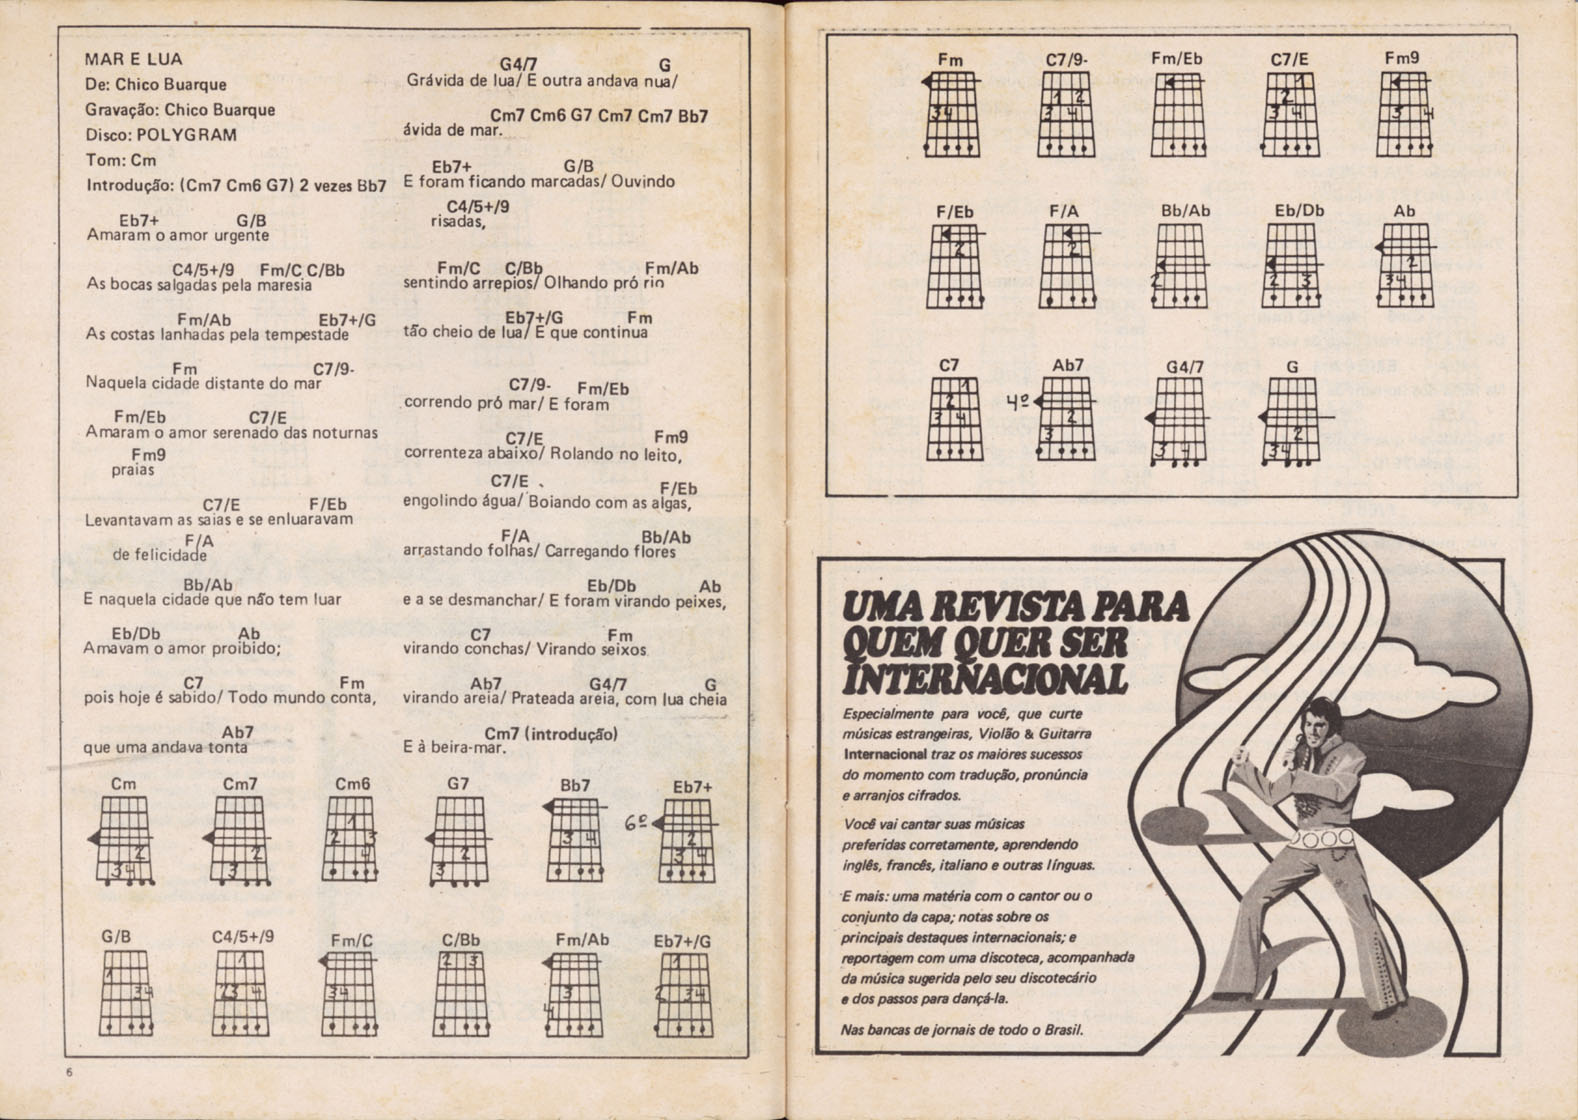 MAR E LUA
De: Chico Buarque
Gravação: Chico Buarque
Disco: POLYGRAM
Tom: Cm
Introdução: (Cm7 Cm6 G7) 2 vezes Bb7
Eb7+ G/B
Amaram o amor urgente
C4/5+/9 Fm/C C/Bb
As bocas salgadas pela maresia
Fm/Ab Eb7+/G
As costas lanhadas pela tempestade
Fm C7/9-
Naquela cidade distante do mar
Fm/Eb C7/E
Amaram o amor serenado das noturnas
Fm9
praias
C7/E F/Eb
Levantavam as saias e se enluaravam
F/A
de felicidade
Bb/Ab
E naquela cidade que não tem luar
Eb/Db Ab
Amavam o amor proibido;
C7 Fm
pois hoje é sabido/ Todo mundo conta,
Ab7
que uma andava tonta
G4/7 G
Grávida de lua/ E outra andava nua/
Cm7 Cm6 G7 Cm7 Cm7 Bb7
ávida de mar.
Eb7+ G/B
E foram ficando marcadas/ Ouvindo
C4/5+/9
risadas,
Fm/C C/Bb Fm/Ab
sentindo arrepios/ Olhando pró rio
Eb7+/G Fm
tão cheio de lua/ E que continua
C7/9- Fm/Eb
correndo pró mar/ E foram
C7/E Fm9
correnteza abaixo/ Rolando no leito,
C7/E F/Eb
engolindo água/ Boiando com as algas,
F/A Bb/Ab
arrastando folhas/ Carregando flores
Eb/Db Ab
e a se desmanchar/ E foram virando peixes,
C7 Fm
virando conchas/ Virando seixos
Ab7 G4/7 G
virando areia/ Prateada areia, com lua cheia
Cm7 (introdução)
E à beira-mar.
Cm Cm7 Cm6 G7 Bb7 Eb7+
6º
G/B C4/5+/9 Fm/C C/Bb Fm/Ab Eb7+/G
6
Fm C7/9- Fm/Eb C7/E Fm9
F/Eb F/A Bb/Ab Eb/Db Ab
C7 Ab7 G4/7 G
4º
UMA REVISTA PARA
QUEM QUER SER
INTERNACIONAL
Especialmente para você, que curte
músicas estrangeiras, Violão & Guitarra
Internacional traz os maiores sucessos
do momento com tradução, pronúncia
e arranjos cifrados.
Você vai cantar suas músicas
preferidas corretamente, aprendendo
inglês, francês, italiano e outras línguas.
E mais: uma matéria com o cantor ou o
conjunto da capa; notas sobre os
principais destaques internacionais; e
reportagem com uma discoteca, acompanhada
da música sugerida pelo seu discotecário
e dos passos para dançá-la.
Nas bancas de jornais de todo o Brasil.